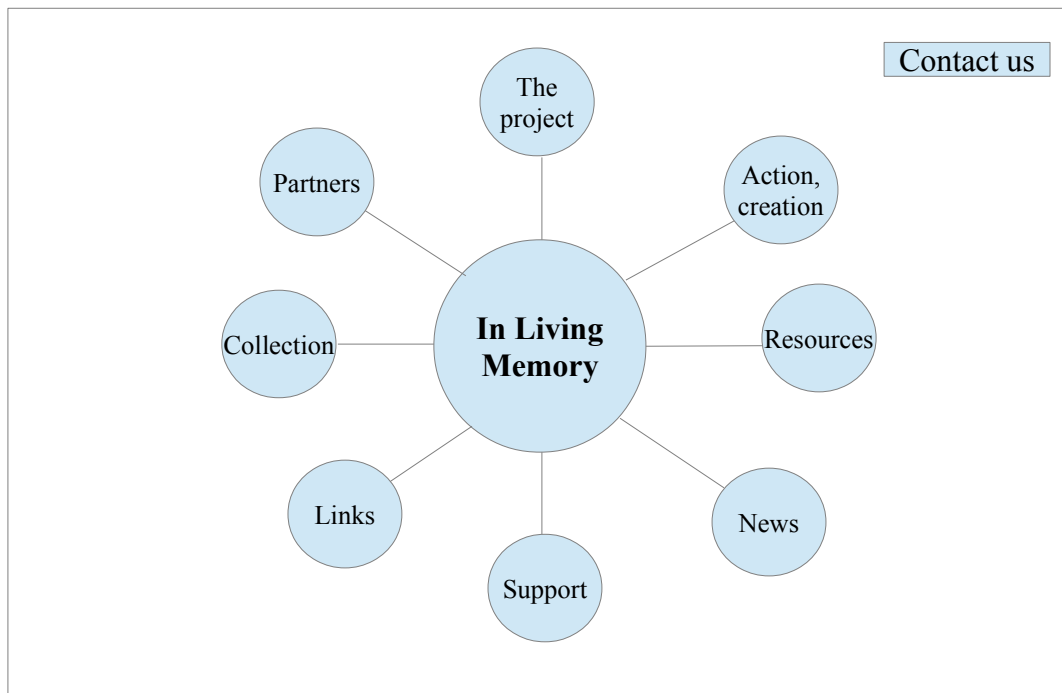 Contact us
The
project
Partners
Action,
creation
In Living
Memory
Collection
Resources
Links
News
Support